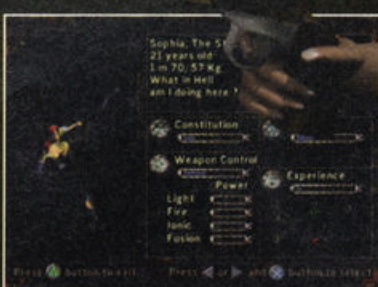 Sophia, The
21 years old
1 m 70, 57 Kg
What in Hell
am I doing here ?
Constitution
Weapon Control
Power
Experience
Light
Fire
Ionic
Fusion
Press button to exit
Press or and button to select